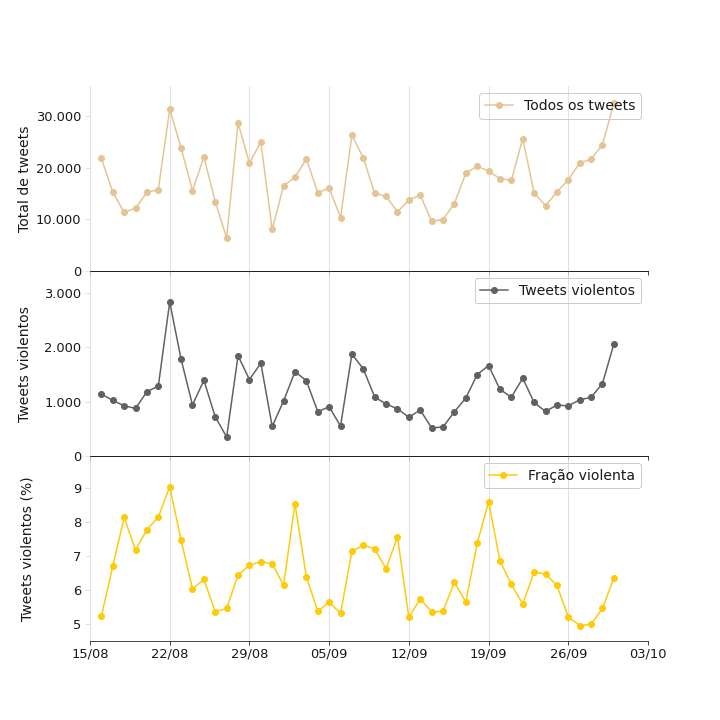 Total de tweets
30.000
20.000
10.000
0
Todos os tweets
Tweets violentos
3.000
2.000
1.000
0
Tweets violentos
Tweets violentos (%)
9
8
7
6
5
Fração violenta
15/08 22/08 29/08 05/09 12/09 19/09 26/09 03/10